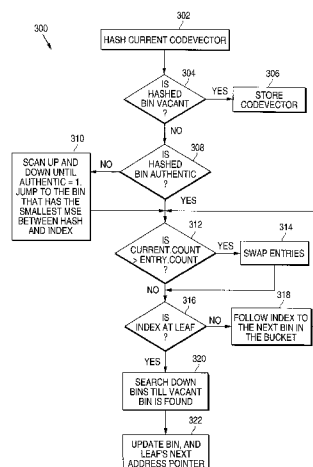 300
302
HASH CURRENT CODEVECTOR
304
IS
HASHED
BIN VACANT
?
YES
306
STORE
CODEVECTOR
NO
308
IS
HASHED
BIN AUTHENTIC
?
NO
YES
310
SCAN UP AND
DOWN UNTIL
AUTHENTIC = 1,
JUMP TO THE BIN
THAT HAS THE
SMALLEST MSE
BETWEEN HASH
AND INDEX
312
IS
CURRENT.COUNT
> ENTRY.COUNT
?
YES
314
SWAP ENTRIES
NO
316
IS
INDEX AT LEAF
?
NO
318
FOLLOW INDEX TO
THE NEXT BIN IN
THE BUCKET
YES
320
SEARCH DOWN
BINS TILL VACANT
BIN IS FOUND
322
UPDATE BIN, AND
LEAF'S NEXT
ADDRESS POINTER